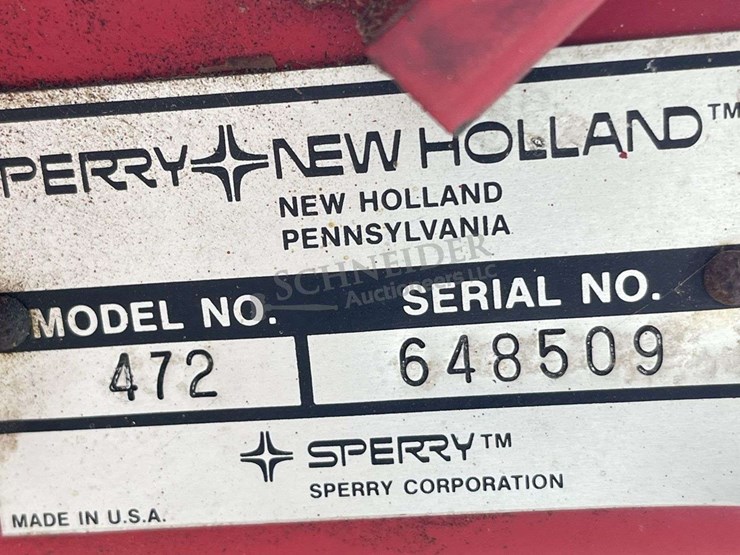 PERRY NEW HOLLAND™
NEW HOLLAND
PENNSYLVANIA
SCHNEIDER
Auctioneers LLC
MODEL NO. SERIAL NO.
472 648509
SPERRY™
SPERRY CORPORATION
MADE IN U.S.A.